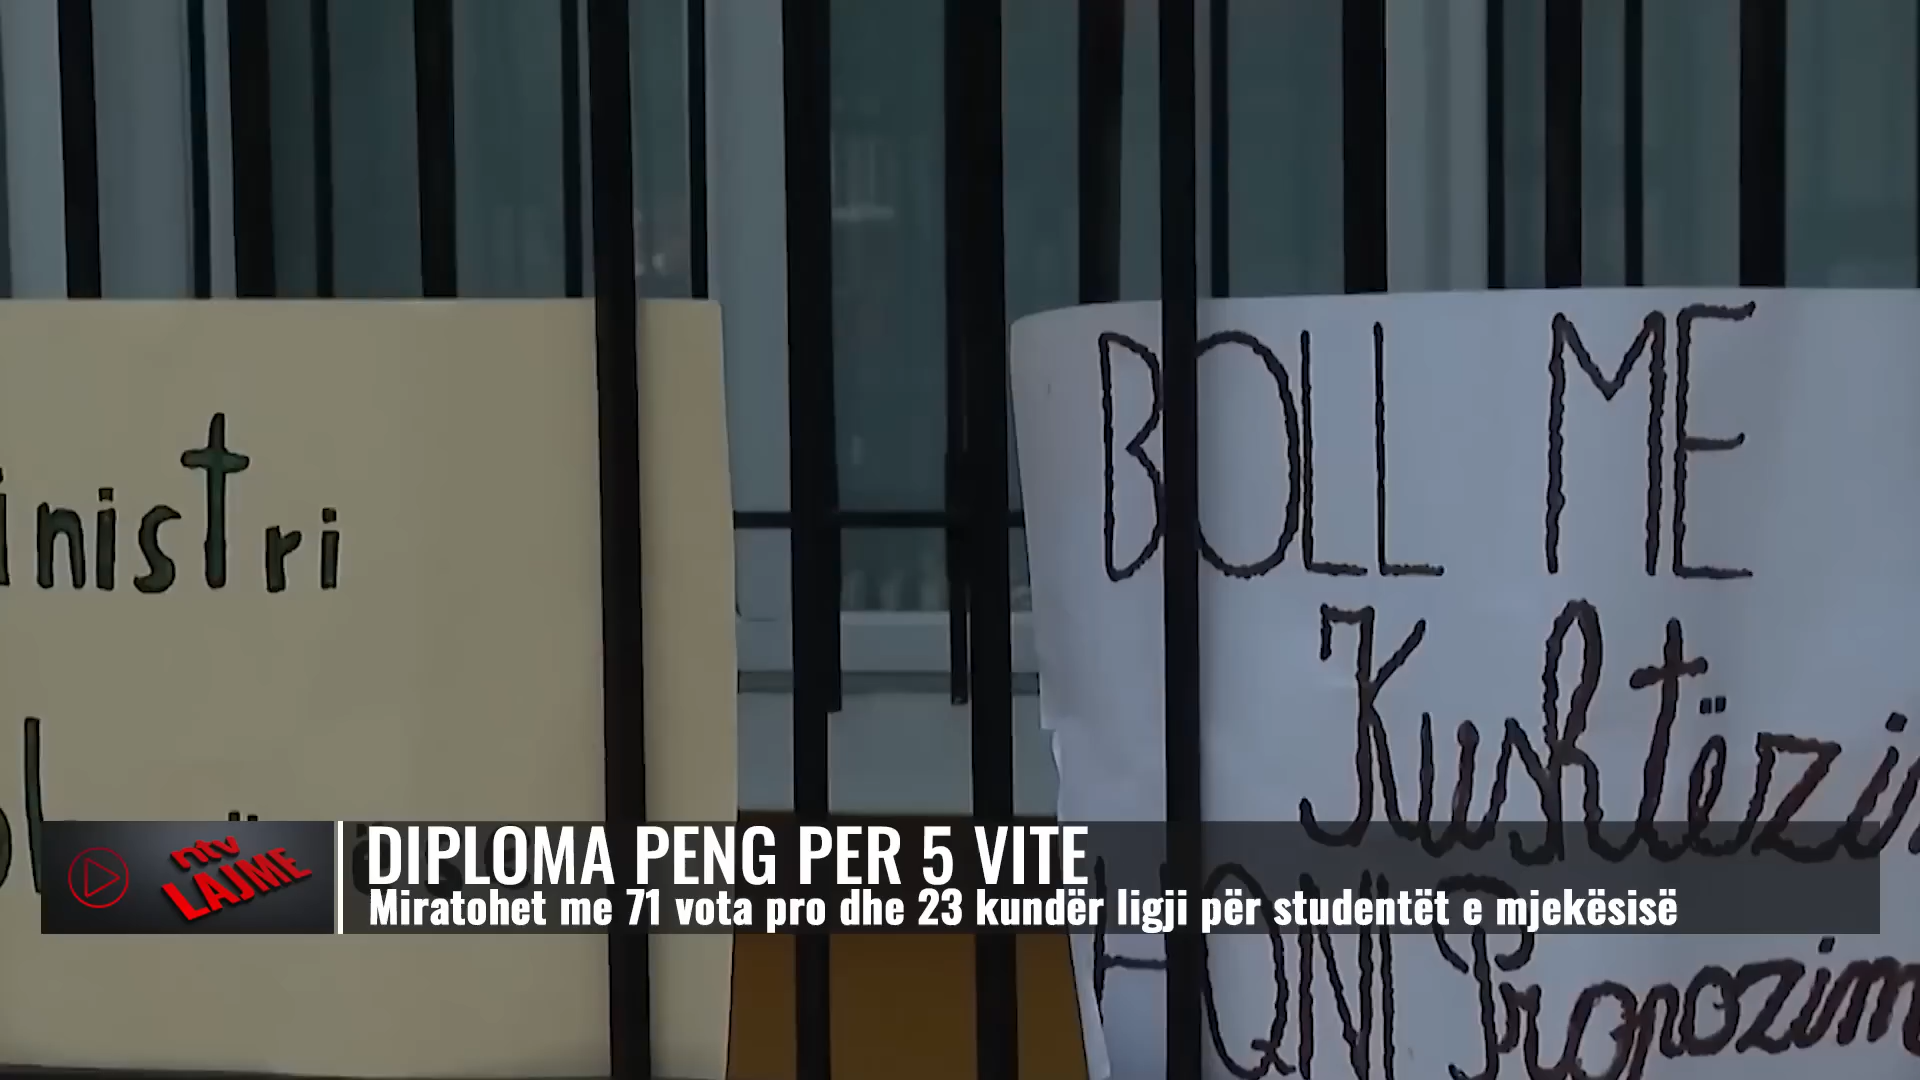 inistri
BOLL ME
Kushtëzi
HQNI Propozim
ntv
LAJME
DIPLOMA PENG PER 5 VITE
Miratohet me 71 vota pro dhe 23 kundër ligji për studentët e mjekësisë